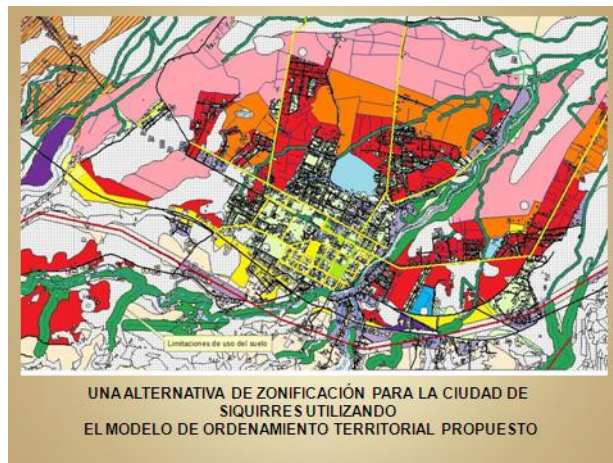 Limitaciones de uso del suelo
UNA ALTERNATIVA DE ZONIFICACIÓN PARA LA CIUDAD DE
SIQUIRRES UTILIZANDO
EL MODELO DE ORDENAMIENTO TERRITORIAL PROPUESTO